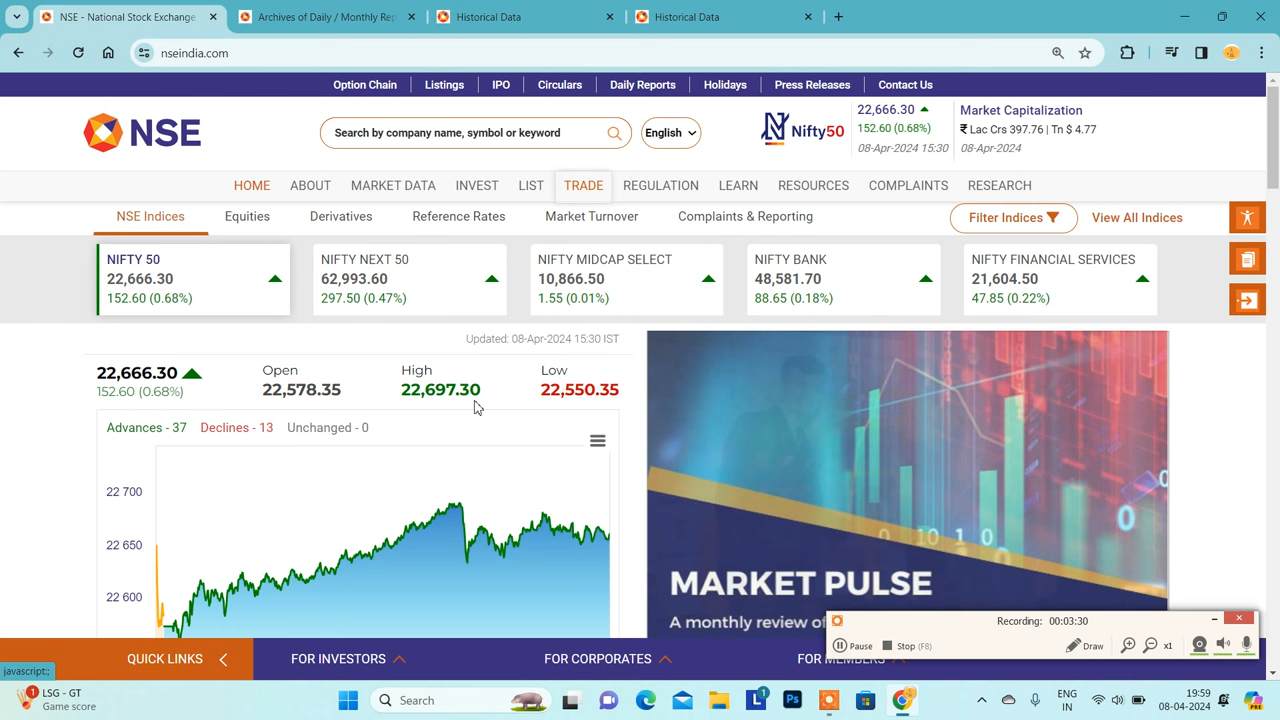 NSE - National Stock Exchange
Archives of Daily / Monthly Rep
Historical Data
Historical Data
nseindia.com
Option Chain
Listings
IPO
Circulars
Daily Reports
Holidays
Press Releases
Contact Us
NSE
Search by company name, symbol or keyword
English
Nifty50
22,666.30
152.60 (0.68%)
08-Apr-2024 15:30
Market Capitalization
₹ Lac Crs 397.76 | Tn $ 4.77
08-Apr-2024
HOME
ABOUT
MARKET DATA
INVEST
LIST
TRADE
REGULATION
LEARN
RESOURCES
COMPLAINTS
RESEARCH
NSE Indices
Equities
Derivatives
Reference Rates
Market Turnover
Complaints & Reporting
Filter Indices
View All Indices
NIFTY 50
22,666.30
152.60 (0.68%)
NIFTY NEXT 50
62,993.60
297.50 (0.47%)
NIFTY MIDCAP SELECT
10,866.50
1.55 (0.01%)
NIFTY BANK
48,581.70
88.65 (0.18%)
NIFTY FINANCIAL SERVICES
21,604.50
47.85 (0.22%)
Updated: 08-Apr-2024 15:30 IST
22,666.30
152.60 (0.68%)
Open
22,578.35
High
22,697.30
Low
22,550.35
Advances - 37
Declines - 13
Unchanged - 0
22 700
22 650
22 600
MARKET PULSE
A monthly review of
Recording: 00:03:30
Pause
Stop (F8)
Draw
x1
QUICK LINKS
FOR INVESTORS
FOR CORPORATES
FOR MEMBERS
javascript:;
1
LSG - GT
Game score
Search
1
ENG
IN
19:59
08-04-2024
PRE